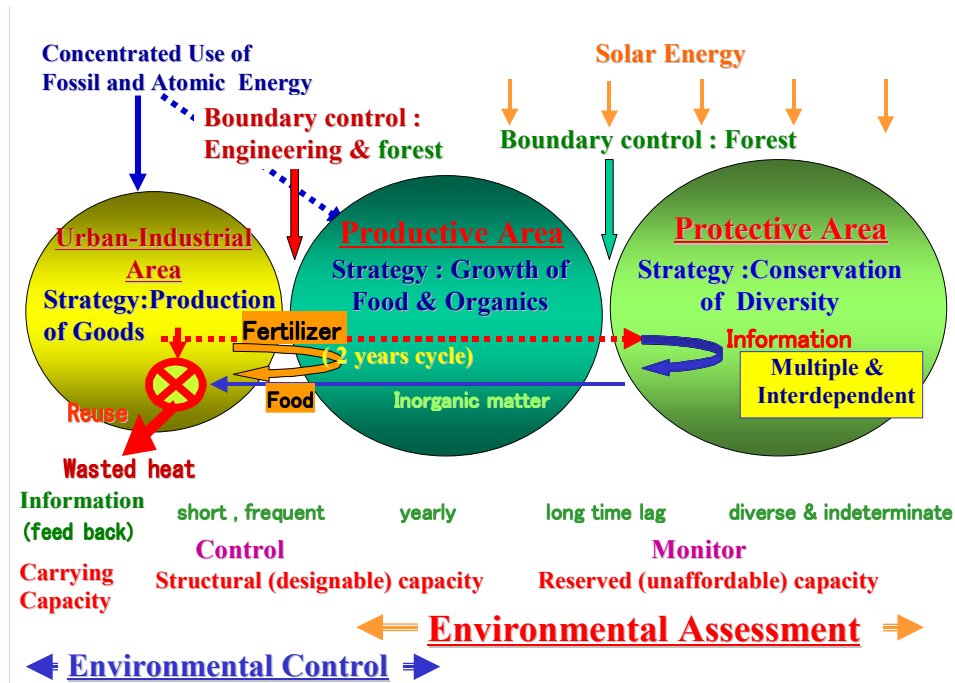 Concentrated Use of
Fossil and Atomic Energy
Solar Energy
Boundary control :
Engineering & forest
Boundary control : Forest
Urban-Industrial
Area
Strategy:Production
of Goods
Productive Area
Strategy : Growth of
Food & Organics
Protective Area
Strategy :Conservation
of Diversity
Fertilizer
( 2 years cycle)
Information
Multiple &
Interdependent
Food
Inorganic matter
Reuse
Wasted heat
Information
(feed back)
short , frequent
yearly
long time lag
diverse & indeterminate
Control
Monitor
Carrying
Capacity
Structural (designable) capacity
Reserved (unaffordable) capacity
Environmental Assessment
Environmental Control